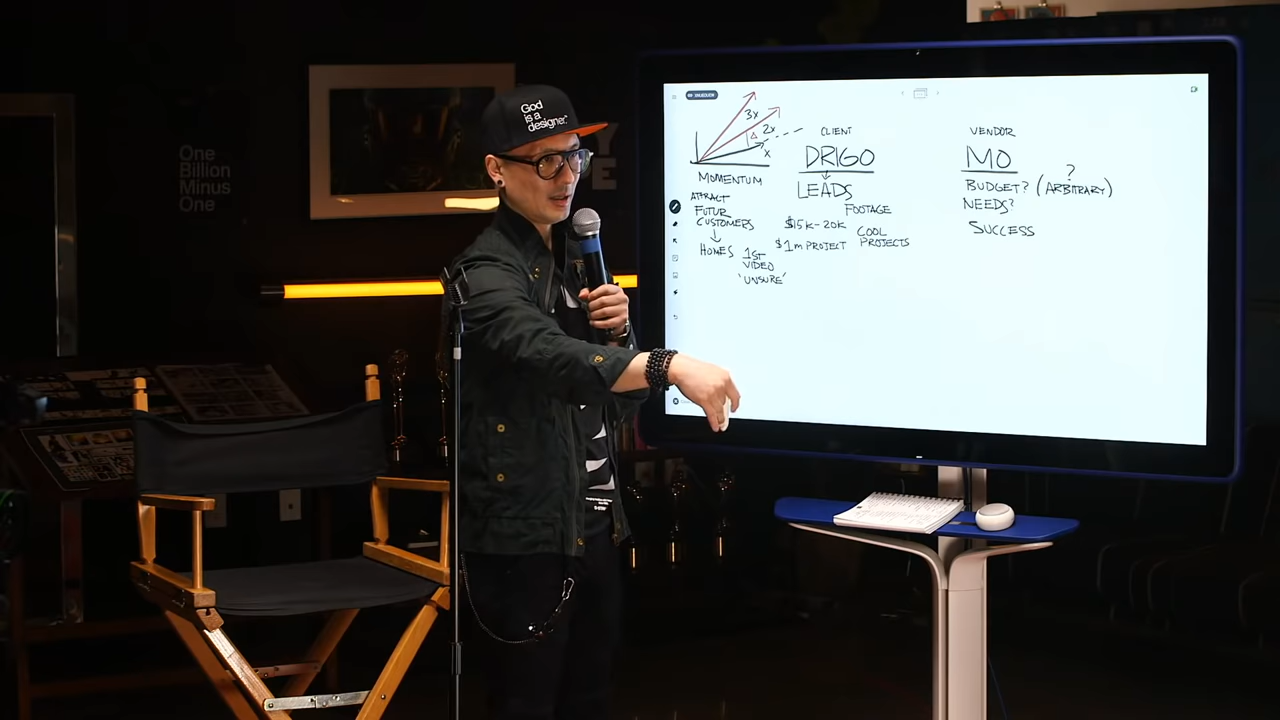 One
Billion
Minus
One
God
is a
designer.
3x
2x
x
MOMENTUM
ATTRACT
FUTUR
CUSTOMERS
HOMES
1ST
VIDEO
'UNSURE'
CLIENT
DRIGO
LEADS
FOOTAGE
$15K-20K
COOL
PROJECTS
$1m PROJECT
VENDOR
MO
?
BUDGET? (ARBITRARY)
NEEDS?
SUCCESS